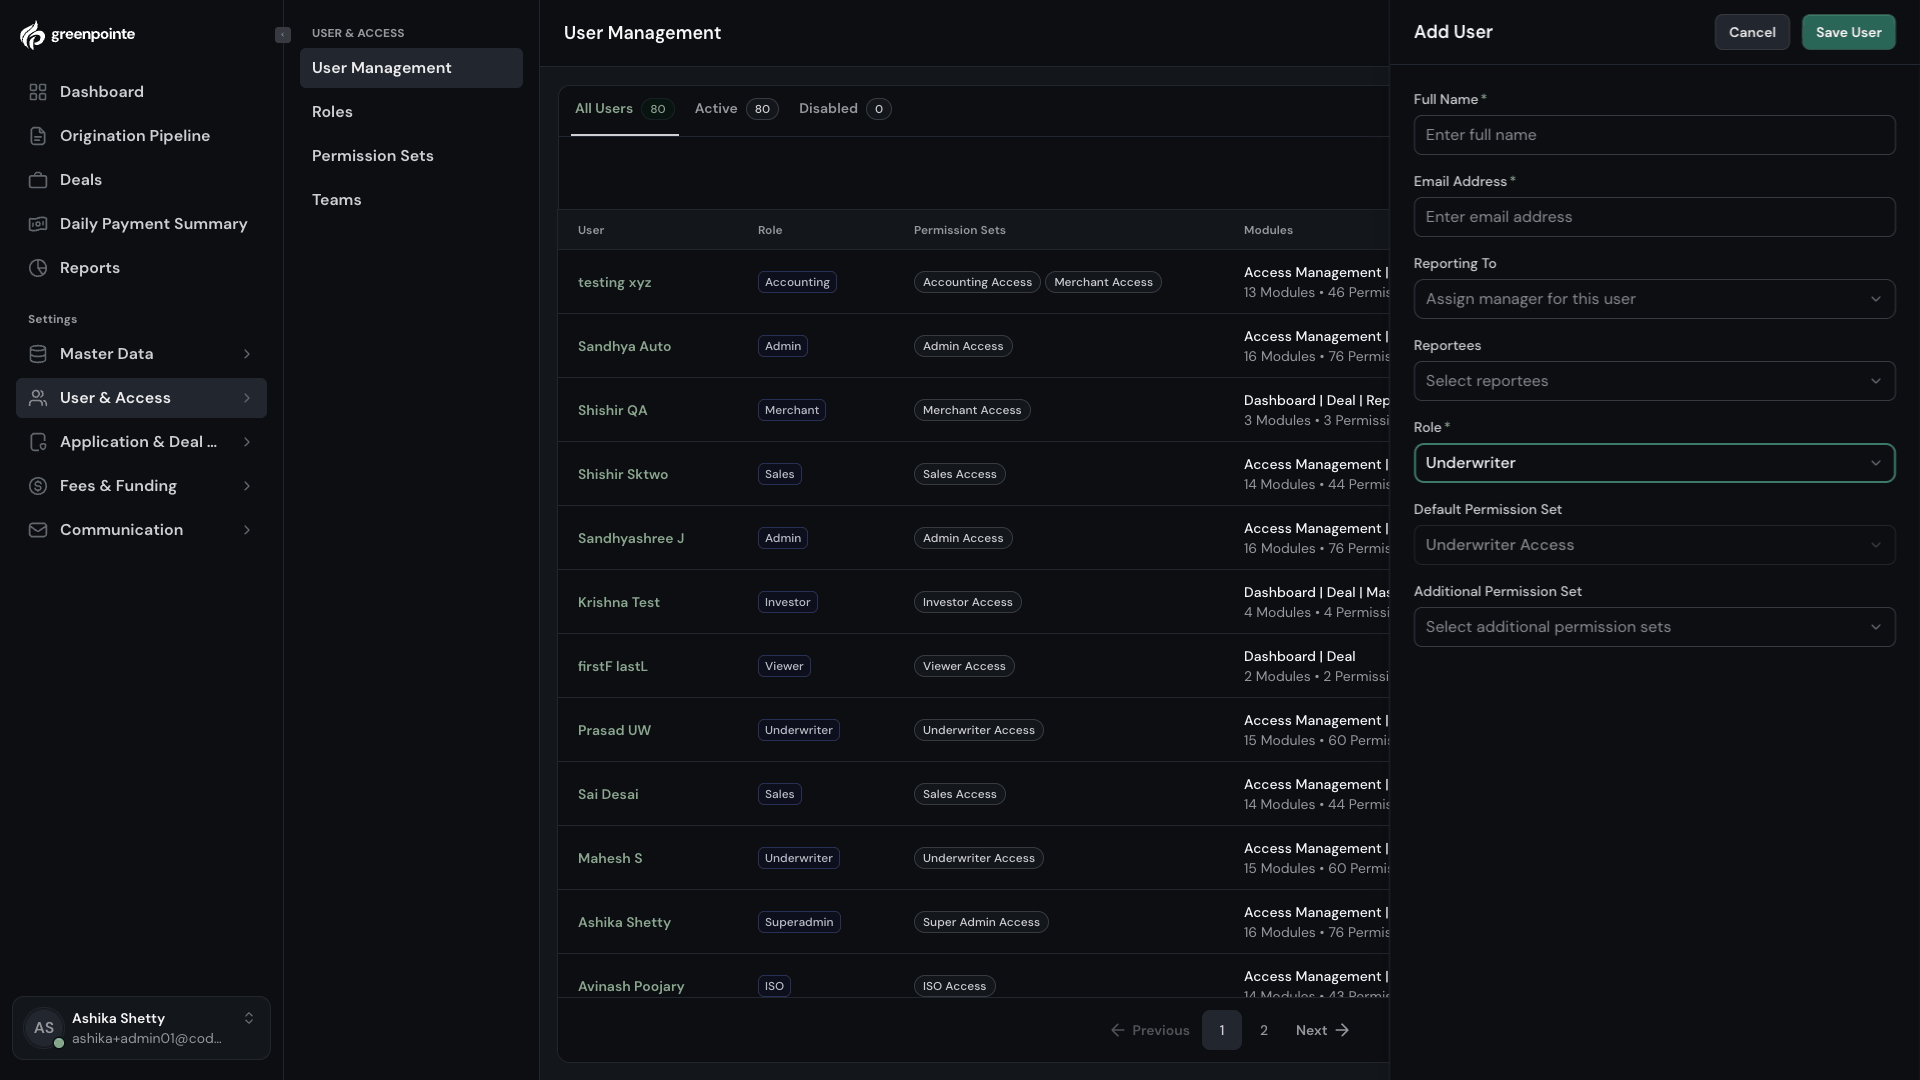 greenpointe
Dashboard
Origination Pipeline
Deals
Daily Payment Summary
Reports
Settings
Master Data
User & Access
Application & Deal ...
Fees & Funding
Communication
AS
Ashika Shetty
ashika+admin01@cod...
USER & ACCESS
User Management
Roles
Permission Sets
Teams
User Management
All Users 80 Active 80 Disabled 0
User Role Permission Sets Modules
testing xyz Accounting Accounting Access Merchant Access Access Management |
13 Modules • 46 Permis
Sandhya Auto Admin Admin Access Access Management |
16 Modules • 76 Permis
Shishir QA Merchant Merchant Access Dashboard | Deal | Rep
3 Modules • 3 Permissi
Shishir Sktwo Sales Sales Access Access Management |
14 Modules • 44 Permis
Sandhyashree J Admin Admin Access Access Management |
16 Modules • 76 Permis
Krishna Test Investor Investor Access Dashboard | Deal | Mas
4 Modules • 4 Permissi
firstF lastL Viewer Viewer Access Dashboard | Deal
2 Modules • 2 Permissi
Prasad UW Underwriter Underwriter Access Access Management |
15 Modules • 60 Permis
Sai Desai Sales Sales Access Access Management |
14 Modules • 44 Permis
Mahesh S Underwriter Underwriter Access Access Management |
15 Modules • 60 Permis
Ashika Shetty Superadmin Super Admin Access Access Management |
16 Modules • 76 Permis
Avinash Poojary ISO ISO Access Access Management |
14 Modules • 43 Permis
Previous 1 2 Next
Add User
Cancel
Save User
Full Name *
Enter full name
Email Address *
Enter email address
Reporting To
Assign manager for this user
Reportees
Select reportees
Role *
Underwriter
Default Permission Set
Underwriter Access
Additional Permission Set
Select additional permission sets